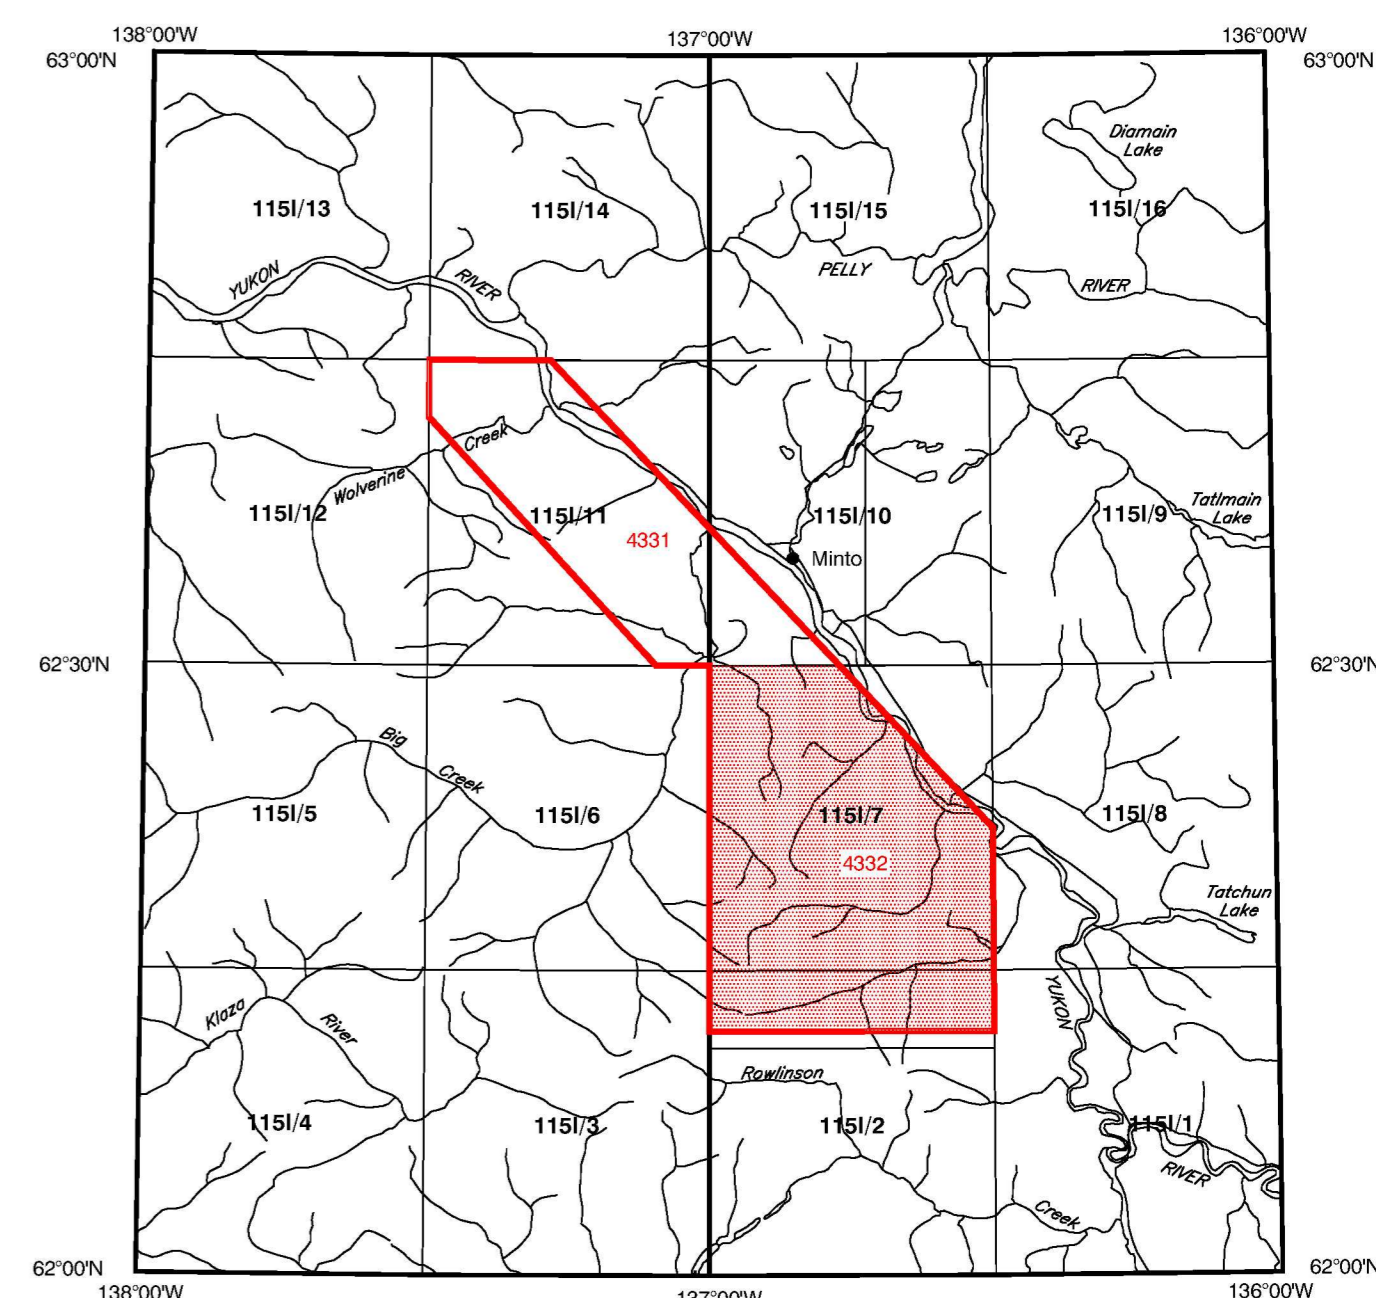 138°00'W
137°00'W
136°00'W
63°00'N
63°00'N
Diamain
Lake
115I/13
115I/14
115I/15
115I/16
YUKON
RIVER
PELLY
RIVER
Creek
Wolverine
115I/12
115I/11
4331
115I/10
Minto
115I/9
Tatlmain
Lake
62°30'N
62°30'N
Big
Creek
115I/5
115I/6
115I/7
4332
115I/8
Tatchun
Lake
Klaza
River
YUKON
Rowlinson
115I/4
115I/3
115I/2
115I/1
RIVER
Creek
62°00'N
62°00'N
138°00'W
137°00'W
136°00'W